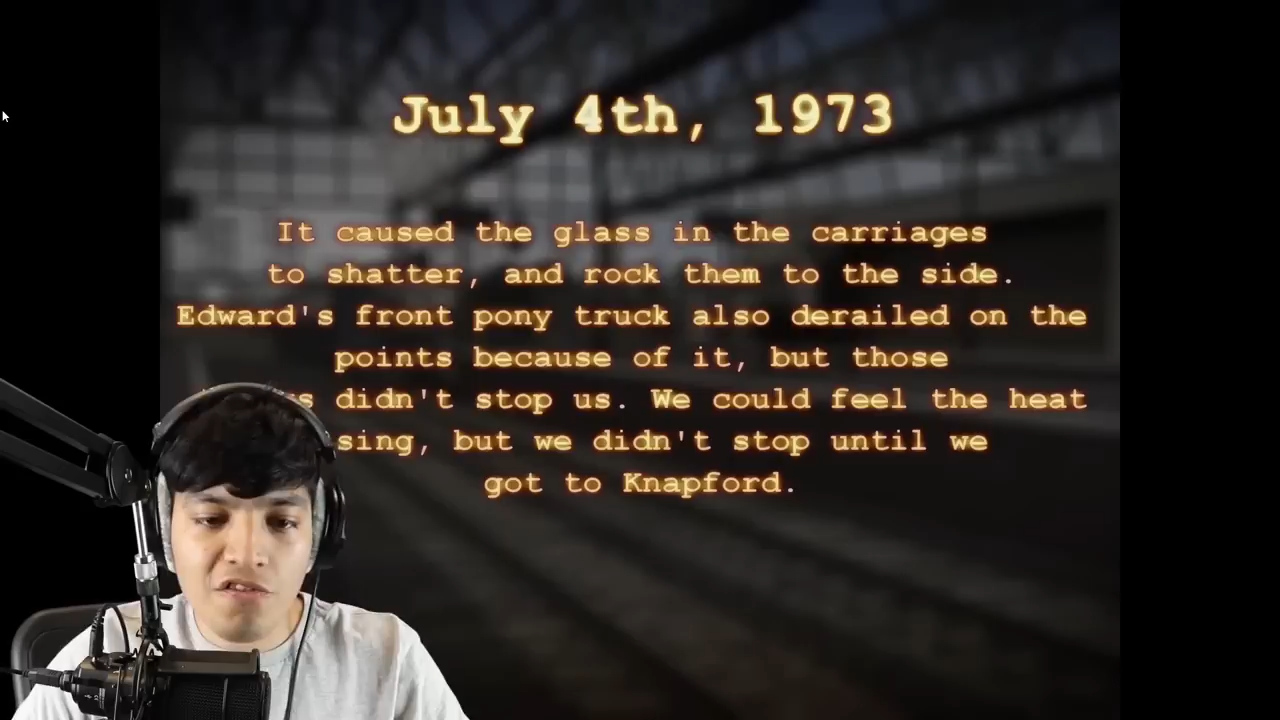 July 4th, 1973
It caused the glass in the carriages
to shatter, and rock them to the side.
Edward's front pony truck also derailed on the
points because of it, but those
didn't stop us. We could feel the heat
but we didn't stop until we
got to Knapford.